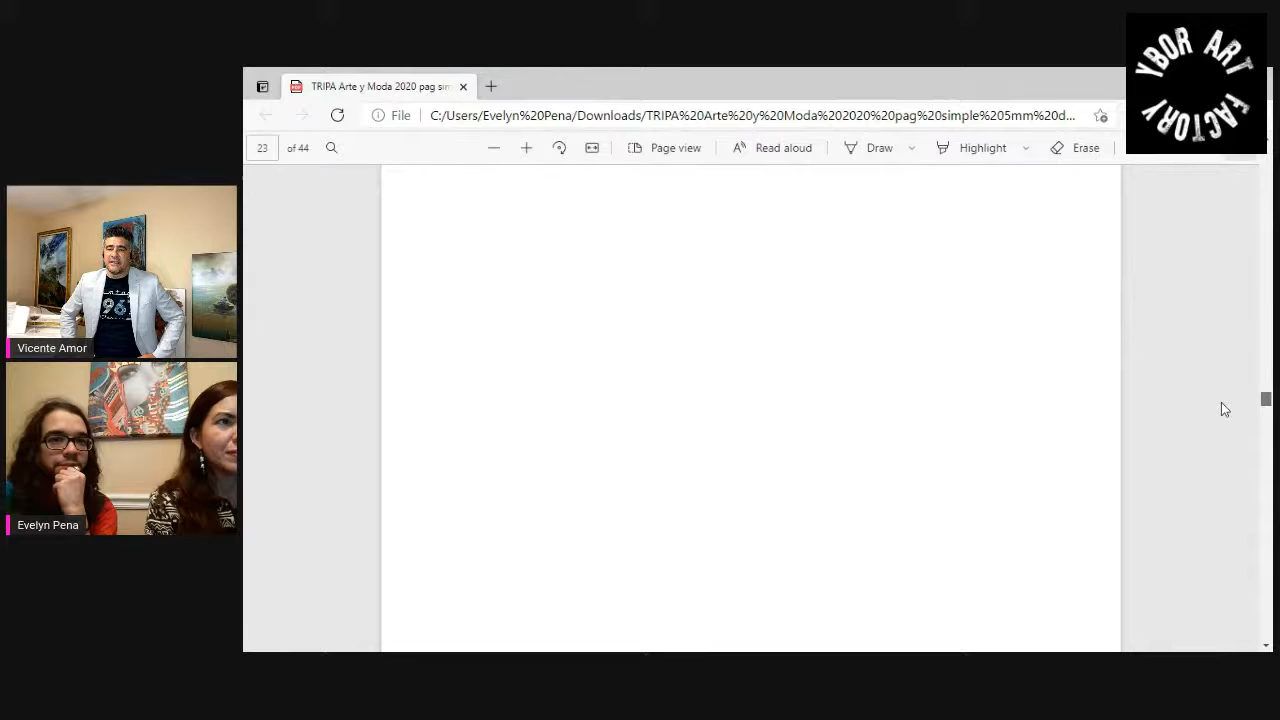 YBOR ART FACTORY
TRIPA Arte y Moda 2020 pag sim
File
C:/Users/Evelyn%20Pena/Downloads/TRIPA%20Arte%20y%20Moda%202020%20pag%20simple%205mm%20d...
23 of 44
Page view
Read aloud
Draw
Highlight
Erase
Vicente Amor
Evelyn Pena